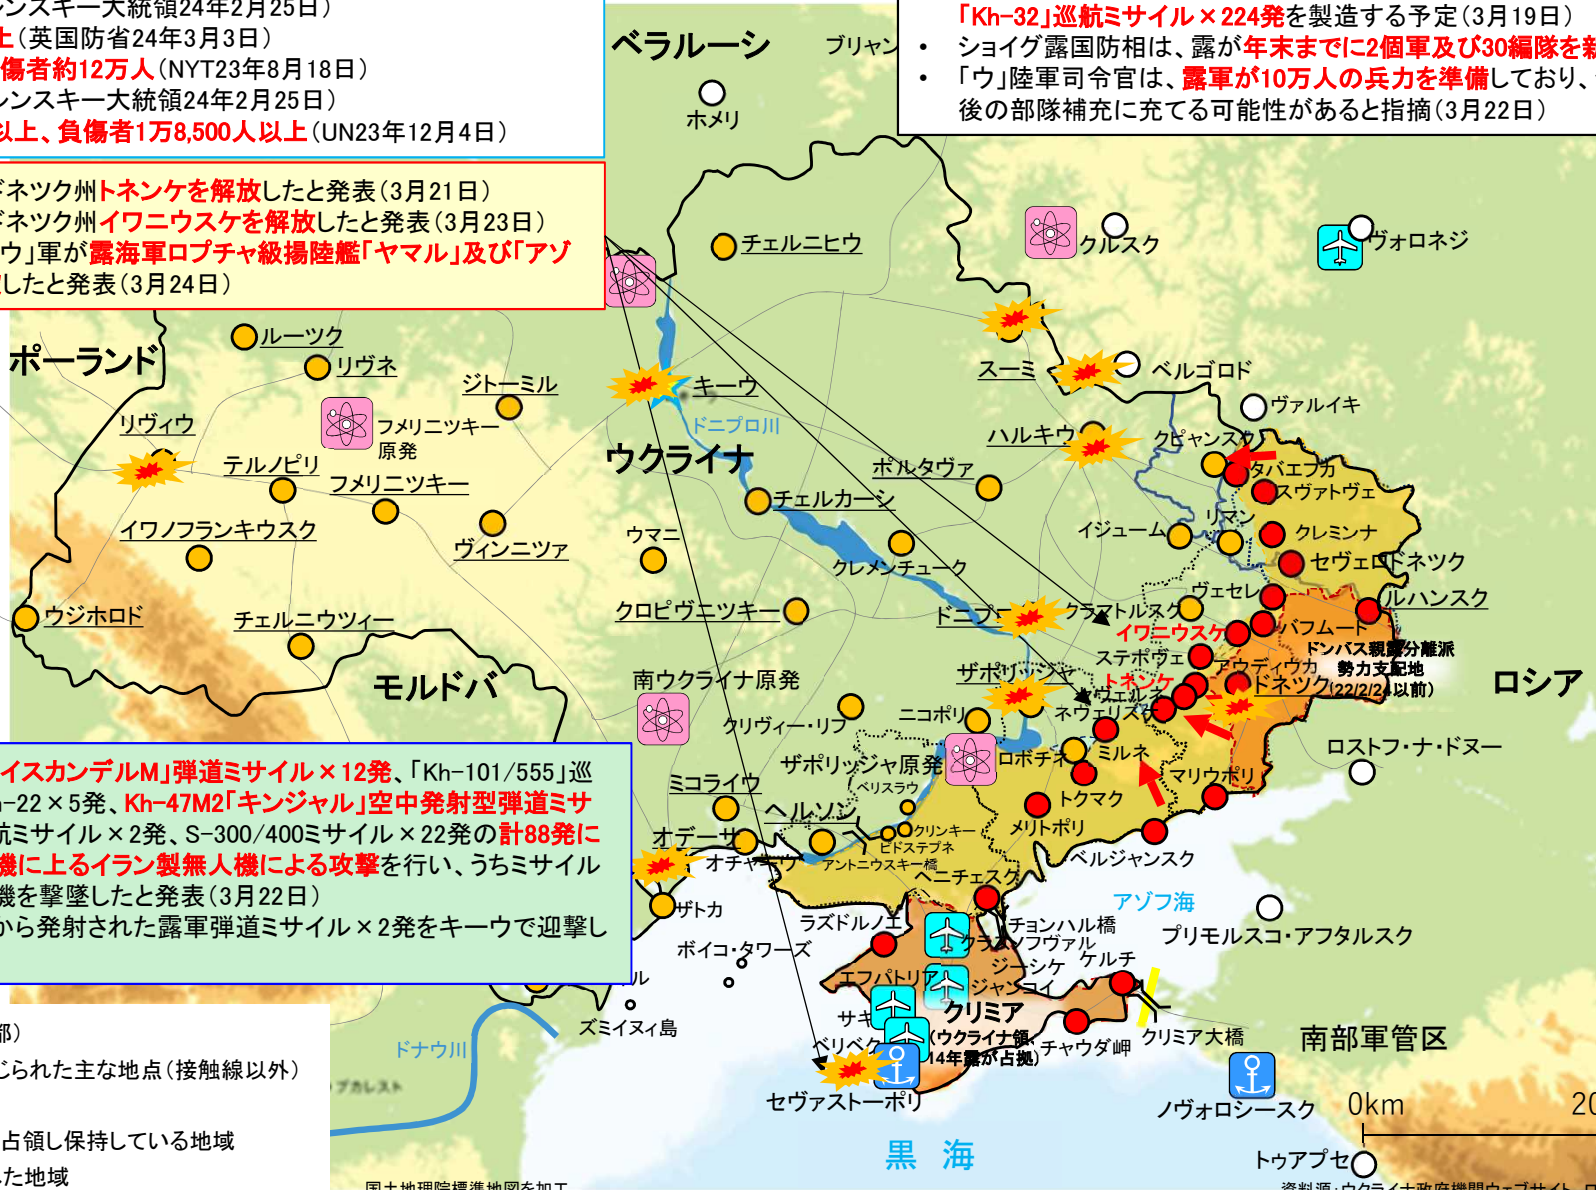 ンスキー大統領24年2月25日）
上（英国防省24年3月3日）
傷者約12万人（NYT23年8月18日）
レンスキー大統領24年2月25日）
以上、負傷者1万8,500人以上（UN23年12月4日）
「Kh-32」巡航ミサイル×224発を製造する予定（3月19日）
• ショイグ露国防相は、露が年末までに2個軍及び30編隊を新
• 「ウ」陸軍司令官は、露軍が10万人の兵力を準備しており、
後の部隊補充に充てる可能性があると指摘（3月22日）
ドネツク州トネンケを解放したと発表（3月21日）
ドネツク州イワニウスケを解放したと発表（3月23日）
ウ」軍が露海軍ロプチャ級揚陸艦「ヤマル」及び「アゾ
したと発表（3月24日）
ベラルーシ
ブリャン
ホメリ
チェルニヒウ
クルスク
ヴォロネジ
ルーツク
ポーランド
リヴネ
ジトーミル
キーウ
スーミ
ベルゴロド
ヴァルイキ
リヴィウ
フメリニツキー
原発
ドニプロ川
ハルキウ
クピャンスク
ウクライナ
テルノピリ
フメリニツキー
ポルタヴァ
タバエフカ
スヴァトヴェ
チェルカーシ
イワノフランキウスク
ヴィンニツァ
ウマニ
イジューム
リマン
クレミンナ
クレメンチューク
セヴェロドネツク
ウジホロド
チェルニウツィー
クロピヴニツキー
ドニプ
クラマトルスク
ヴェセレ
ルハンスク
イワニウスケ
バフムート
ドンバス親露分離派
勢力支配地
(22/2/24以前)
ステポヴェ
アウディウカ
モルドバ
南ウクライナ原発
ザポリッジャ
トネンケ
ドネツク
ロシア
クリヴィー・リフ
ニコポリ
ネヴェリスケ
ロストフ・ナ・ドヌー
ザポリッジャ原発
ロボチネ
ミルネ
マリウポリ
ミコライウ
ベリスラウ
トクマク
ヘルソン
クリンキー
メリトポリ
オデーサ
ビドステプネ
オチャコウ
アントニウスキー橋
ベルジャンスク
ヘニチェスク
「イスカンデルM」弾道ミサイル×12発、「Kh-101/555」巡
h-22×5発、Kh-47M2「キンジャル」空中発射型弾道ミサ
航ミサイル×2発、S-300/400ミサイル×22発の計88発に
機に上るイラン製無人機による攻撃を行い、うちミサイル
機を撃墜したと発表（3月22日）
から発射された露軍弾道ミサイル×2発をキーウで迎撃し
ザトカ
ラズドルノエ
チョンハル橋
アゾフ海
プリモルスコ・アフタルスク
ボイコ・タワーズ
クラスノフヴァル
ジーシケ
ケルチ
エフパトリア
ジャンコイ
ル
ズミイヌィ島
サキ
クリミア
(ウクライナ領、
14年露が占拠)
ベリベク
チャウダ岬
クリミア大橋
南部軍管区
ドナウ川
ブカレスト
セヴァストーポリ
ノヴォロシースク
0km
20
黒 海
トゥアプセ
部）
じられた主な地点（接触線以外）
占領し保持している地域
た地域
国土地理院標準地図を加工
資料源：ウクライナ政府機関ウェブサイト、ロ